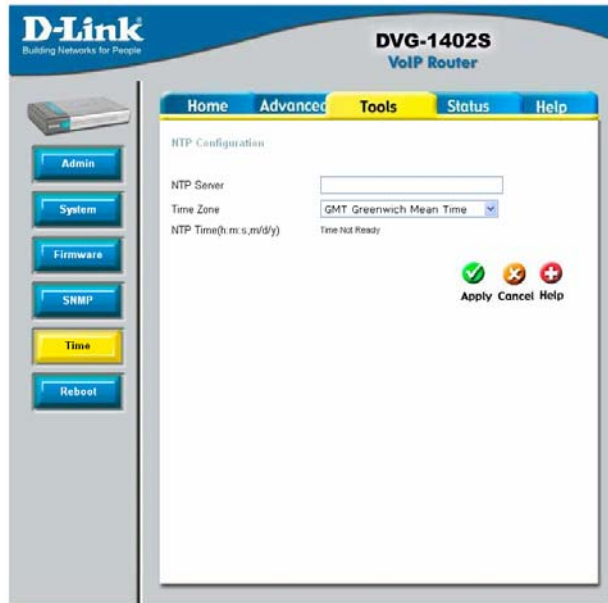 D-Link
Building Networks for People
DVG-1402S
VoIP Router
Home Advanced Tools Status Help
Admin
System
Firmware
SNMP
Time
Reboot
NTP Configuration
NTP Server
Time Zone GMT Greenwich Mean Time
NTP Time(h:m:s,m/d/y) Time Not Ready
Apply Cancel Help